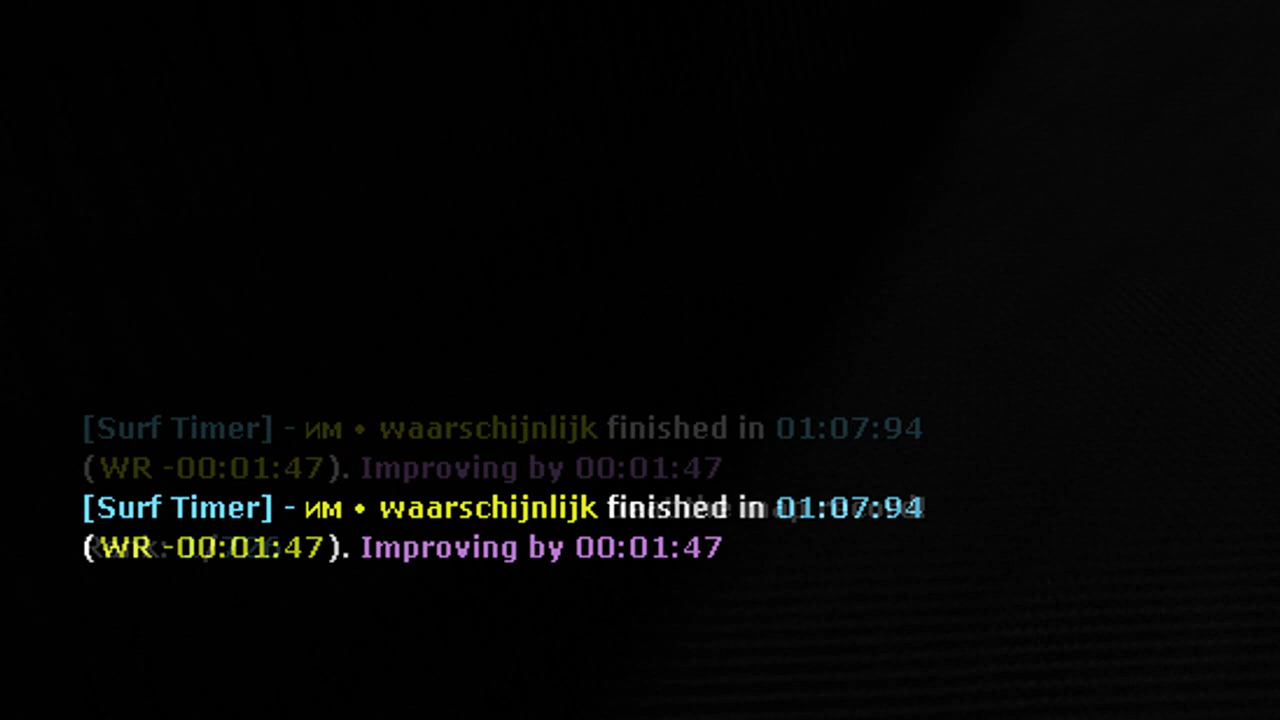 [Surf Timer] - им • waarschijnlijk finished in 01:07:94
(WR -00:01:47). Improving by 00:01:47
[Surf Timer] - им • waarschijnlijk finished in 01:07:94
(WR -00:01:47). Improving by 00:01:47